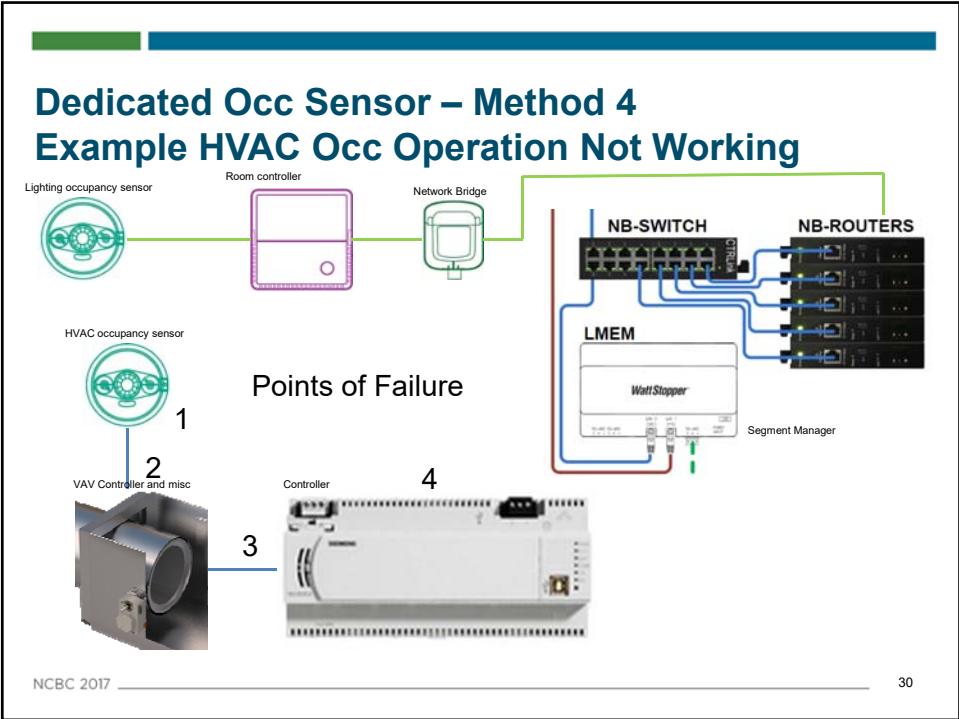 Dedicated Occ Sensor – Method 4
Example HVAC Occ Operation Not Working
Lighting occupancy sensor
Room controller
Network Bridge
NB-SWITCH
NB-ROUTERS
CTRLink
LMEM
WattStopper
Segment Manager
HVAC occupancy sensor
Points of Failure
1
2
VAV Controller and misc
Controller
4
3
SIEMENS
NCBC 2017
30